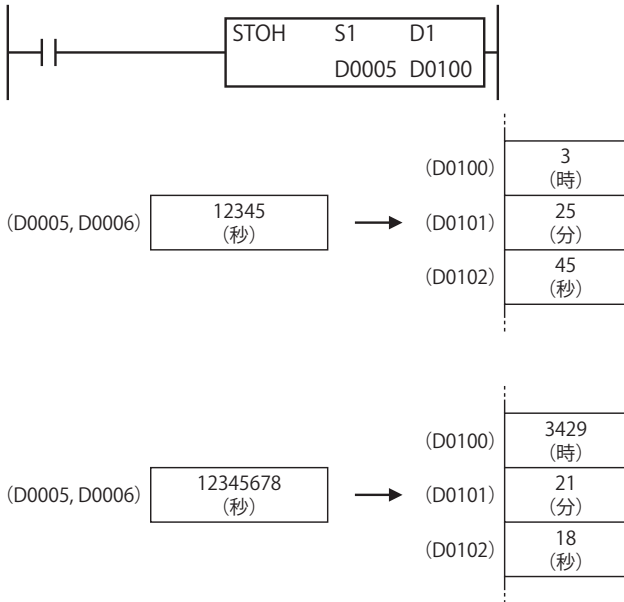 STOH S1 D1
D0005 D0100
(D0005, D0006)
12345
(秒)
(D0100)
3
(時)
(D0101)
25
(分)
(D0102)
45
(秒)
(D0005, D0006)
12345678
(秒)
(D0100)
3429
(時)
(D0101)
21
(分)
(D0102)
18
(秒)